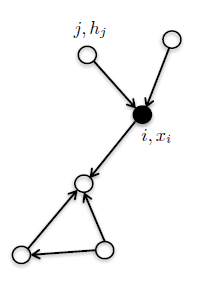 j, h_j
i, x_i